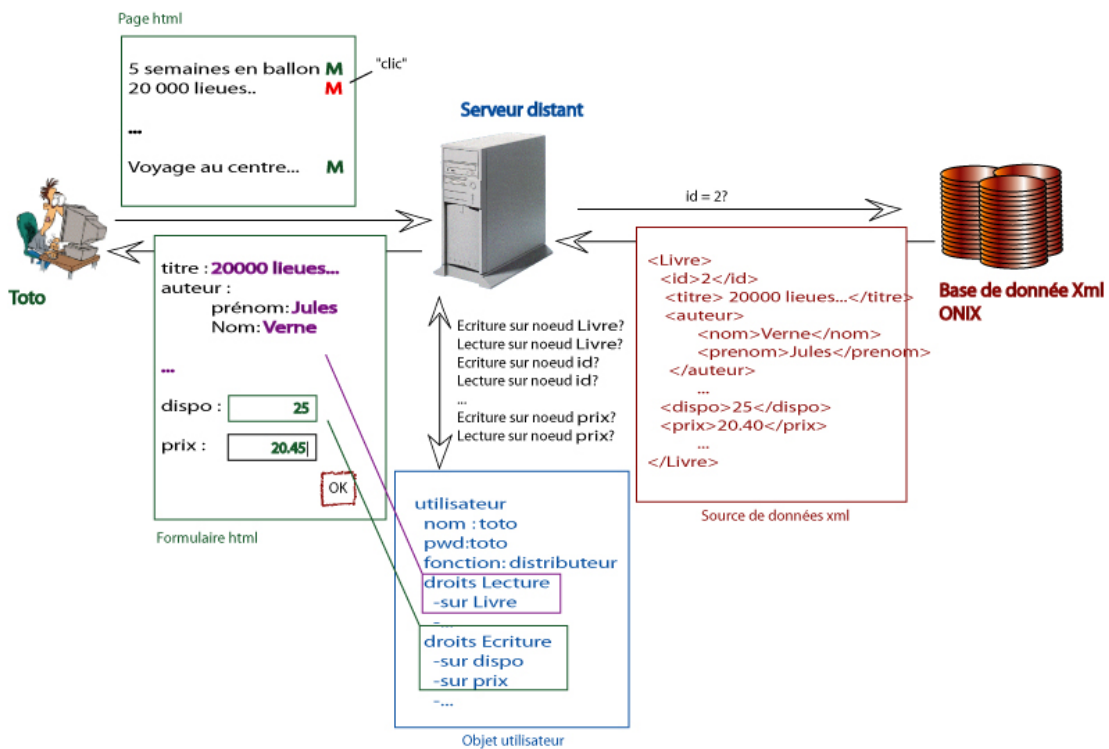 Page html
5 semaines en ballon M
20 000 lieues.. M
"clic"
...
Voyage au centre... M
Serveur distant
Toto
id = 2?
Base de donnée Xml
ONIX
titre : 20000 lieues...
auteur :
prénom: Jules
Nom: Verne
...
dispo : 25
prix : 20.45
OK
Formulaire html
Ecriture sur noeud Livre?
Lecture sur noeud Livre?
Ecriture sur noeud id?
Lecture sur noeud id?
...
Ecriture sur noeud prix?
Lecture sur noeud prix?
<Livre>
<id>2</id>
<titre> 20000 lieues...</titre>
<auteur>
<nom>Verne</nom>
<prenom>Jules</prenom>
</auteur>
...
<dispo>25</dispo>
<prix>20.40</prix>
...
</Livre>
Source de données xml
utilisateur
nom : toto
pwd:toto
fonction: distributeur
droits Lecture
-sur Livre
-...
droits Ecriture
-sur dispo
-sur prix
-...
Objet utilisateur